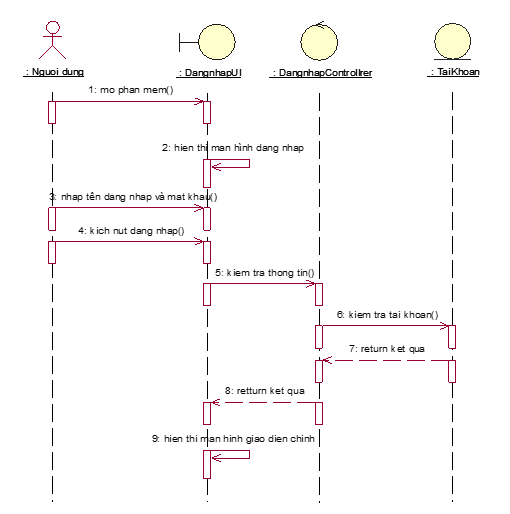 : Nguoi dung
: DangnhapUI
: DangnhapControllrer
: TaiKhoan
1: mo phan mem()
2: hien thi man hình dang nhap
3: nhap tên dang nhap và mat khau()
4: kich nut dang nhap()
5: kiem tra thong tin()
6: kiem tra tai khoan()
7: return ket qua
8: retturn ket qua
9: hien thi man hinh giao dien chinh